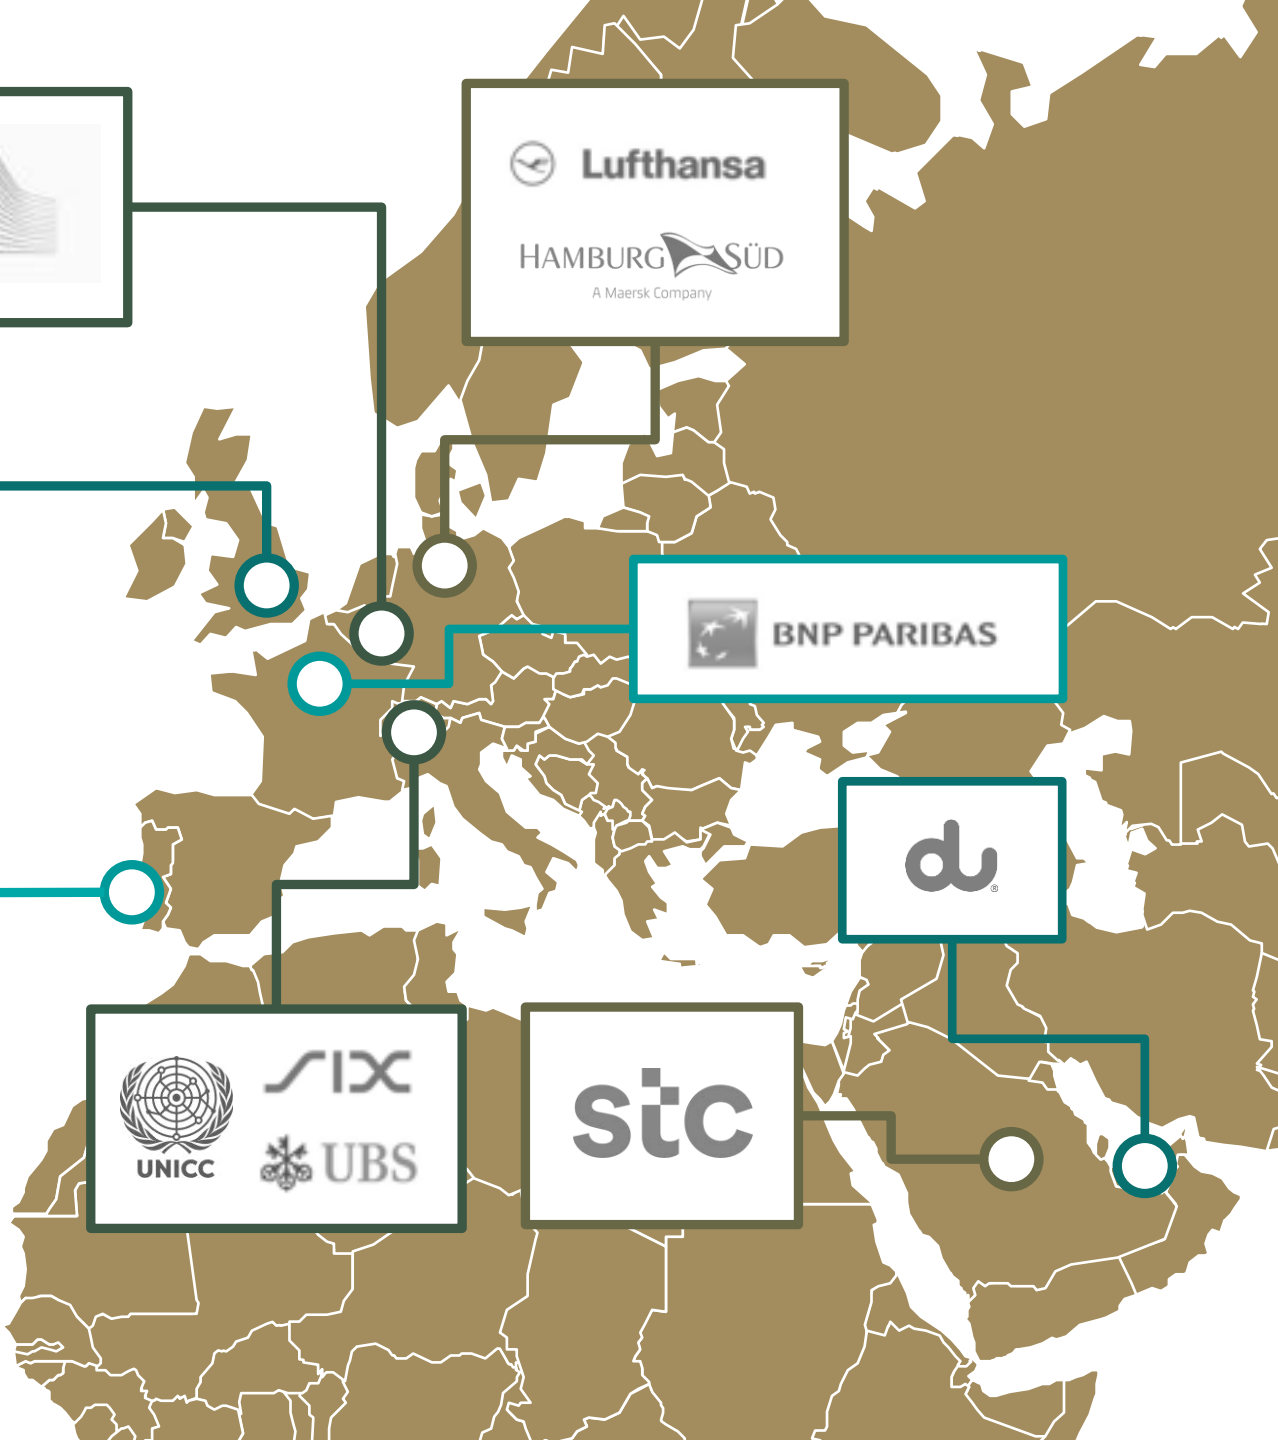 Lufthansa
HAMBURG SÜD
A Maersk Company
BNP PARIBAS
du®
UNICC
SIX
UBS
stc